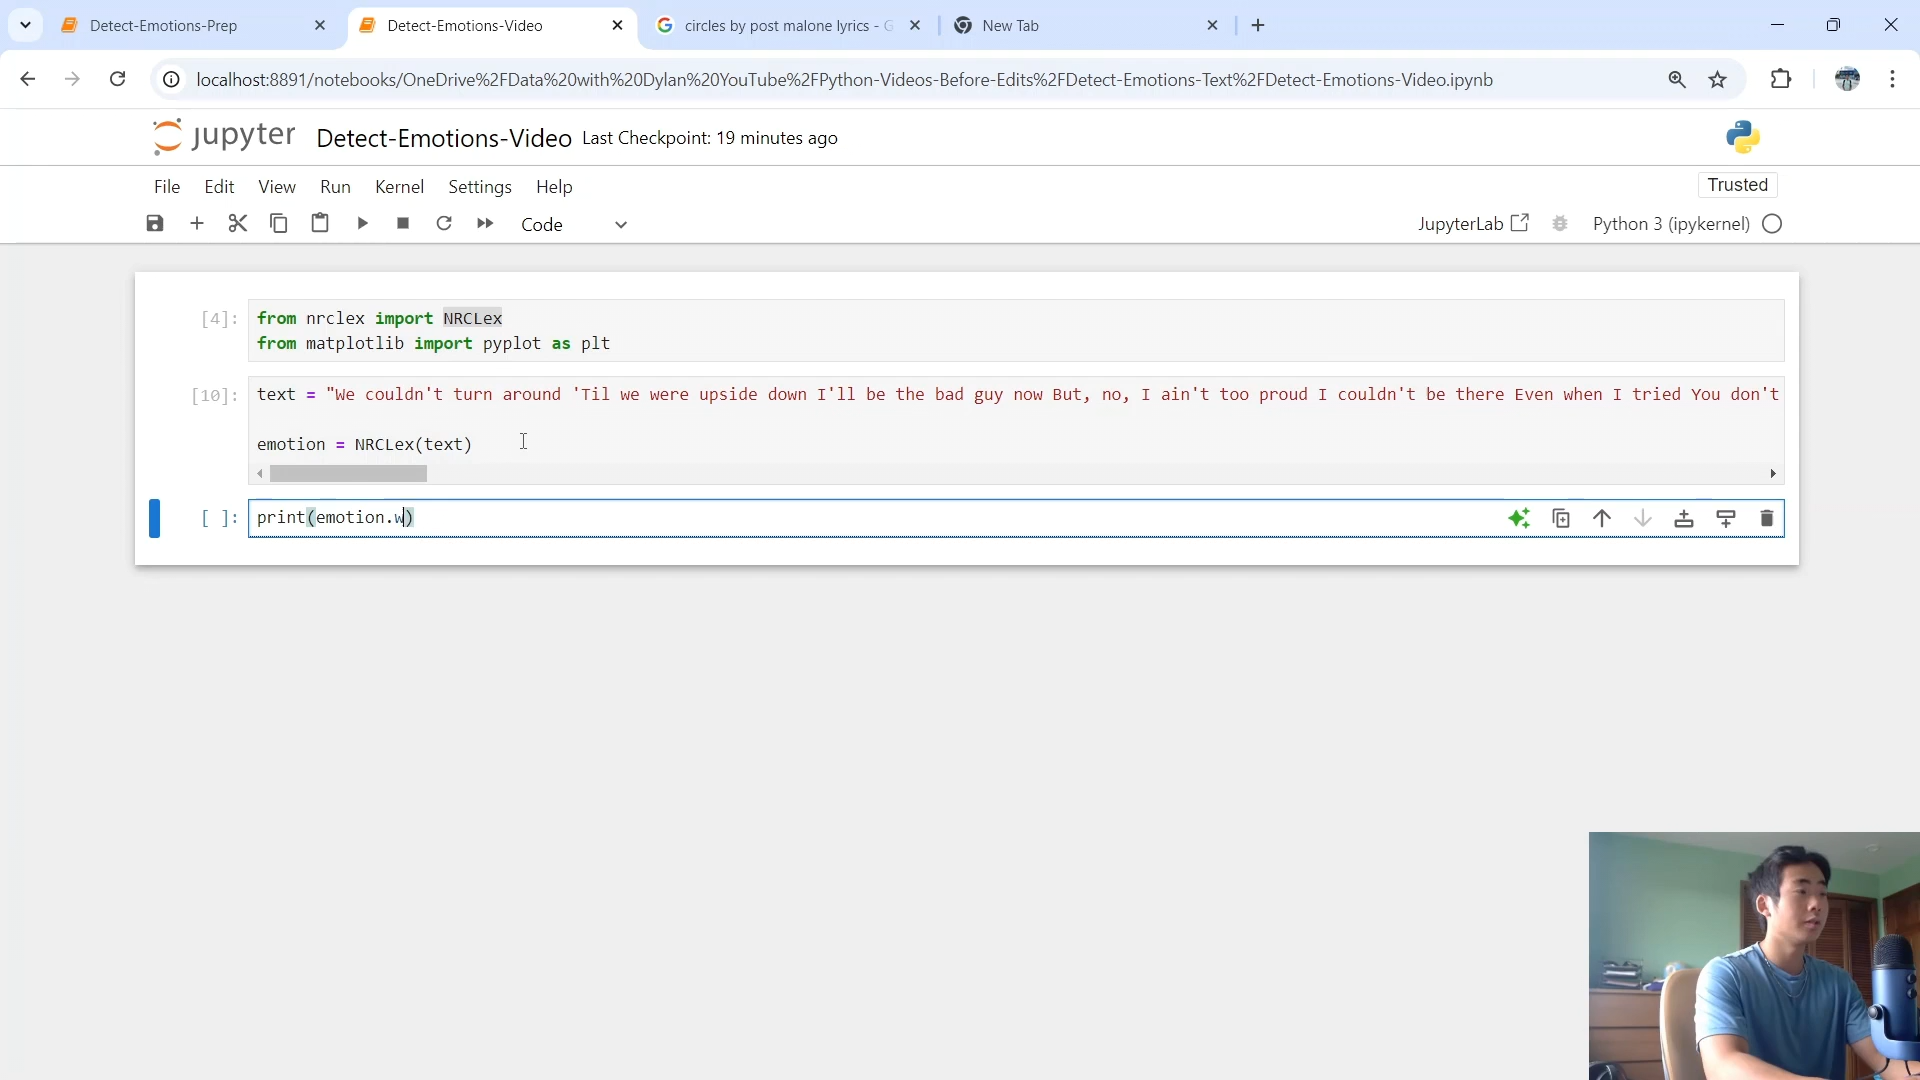 Detect-Emotions-Prep
Detect-Emotions-Video
circles by post malone lyrics - G
New Tab
localhost:8891/notebooks/OneDrive%2FData%20with%20Dylan%20YouTube%2FPython-Videos-Before-Edits%2FDetect-Emotions-Text%2FDetect-Emotions-Video.ipynb
jupyter Detect-Emotions-Video Last Checkpoint: 19 minutes ago
File Edit View Run Kernel Settings Help
Trusted
Code
JupyterLab
Python 3 (ipykernel)
[4]: from nrclex import NRCLex
from matplotlib import pyplot as plt
[10]: text = "We couldn't turn around 'Til we were upside down I'll be the bad guy now But, no, I ain't too proud I couldn't be there Even when I tried You don't
emotion = NRCLex(text)
[ ]: print(emotion.w)